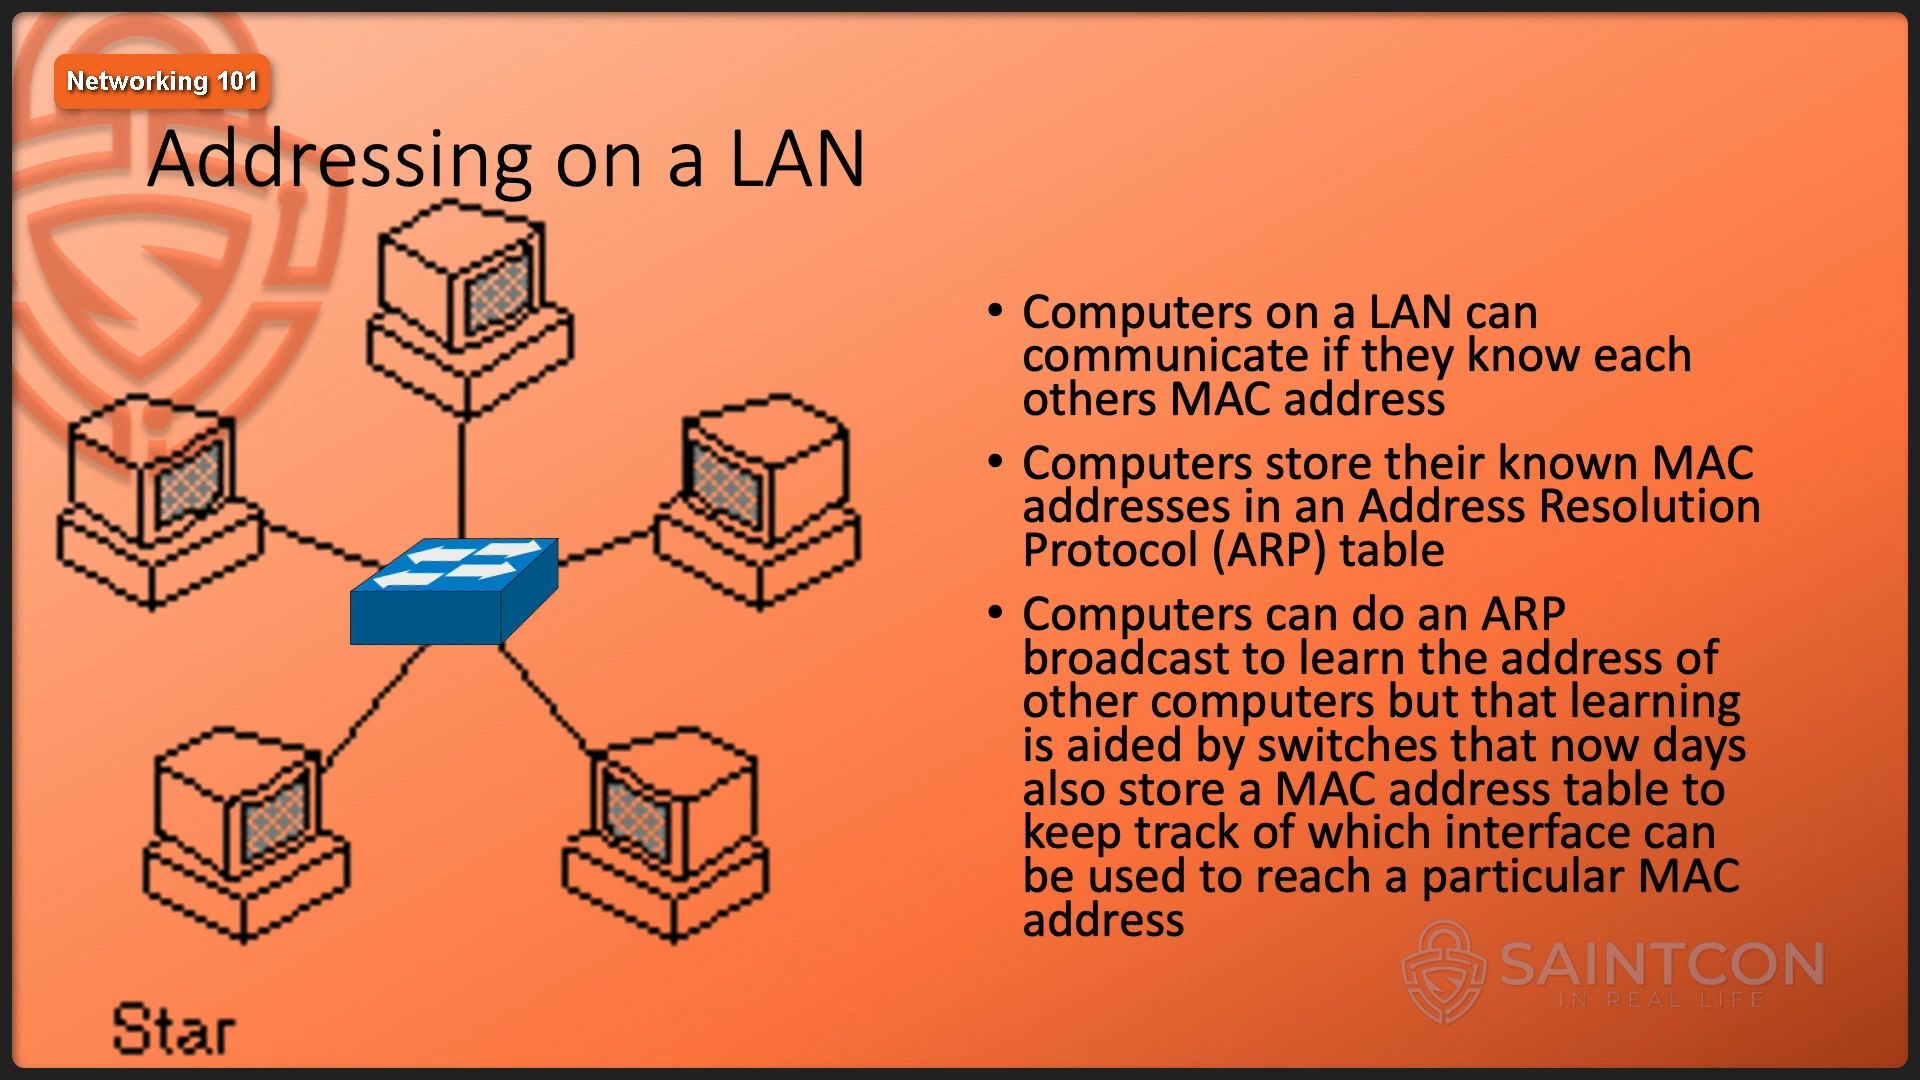 Networking 101
Addressing on a LAN
• Computers on a LAN can
communicate if they know each
others MAC address
• Computers store their known MAC
addresses in an Address Resolution
Protocol (ARP) table
• Computers can do an ARP
broadcast to learn the address of
other computers but that learning
is aided by switches that now days
also store a MAC address table to
keep track of which interface can
be used to reach a particular MAC
address
Star
SAINTCON
IN REAL LIFE